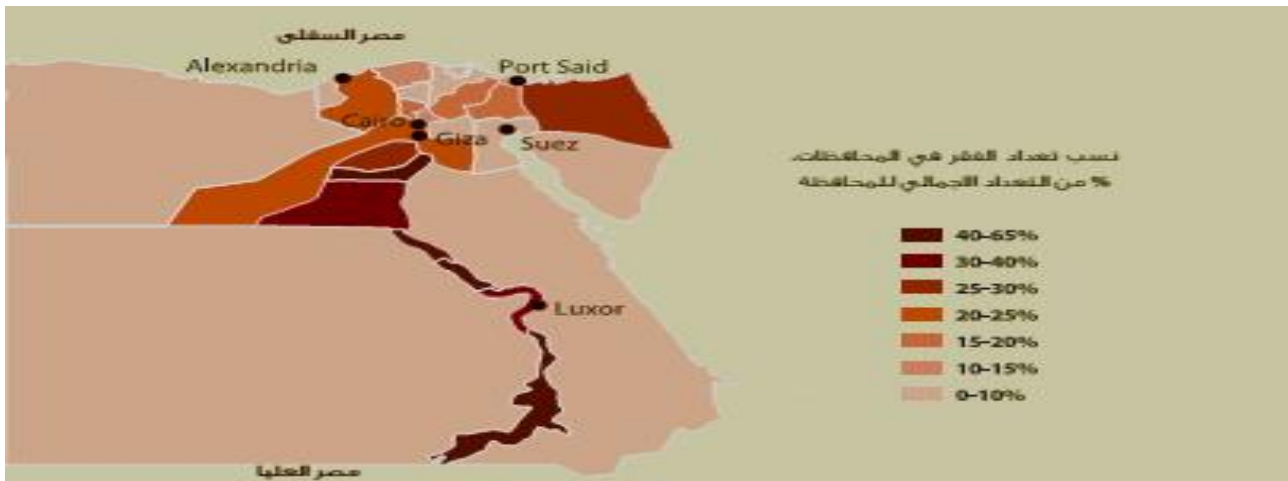 مصر السفلى
Alexandria
Port Said
Cairo
Giza
Suez
نسب تعداد الفقر في المحافظات،
% من التعداد الاجمالي للمحافظة
40-65%
30-40%
25-30%
20-25%
15-20%
10-15%
0-10%
Luxor
مصر العليا